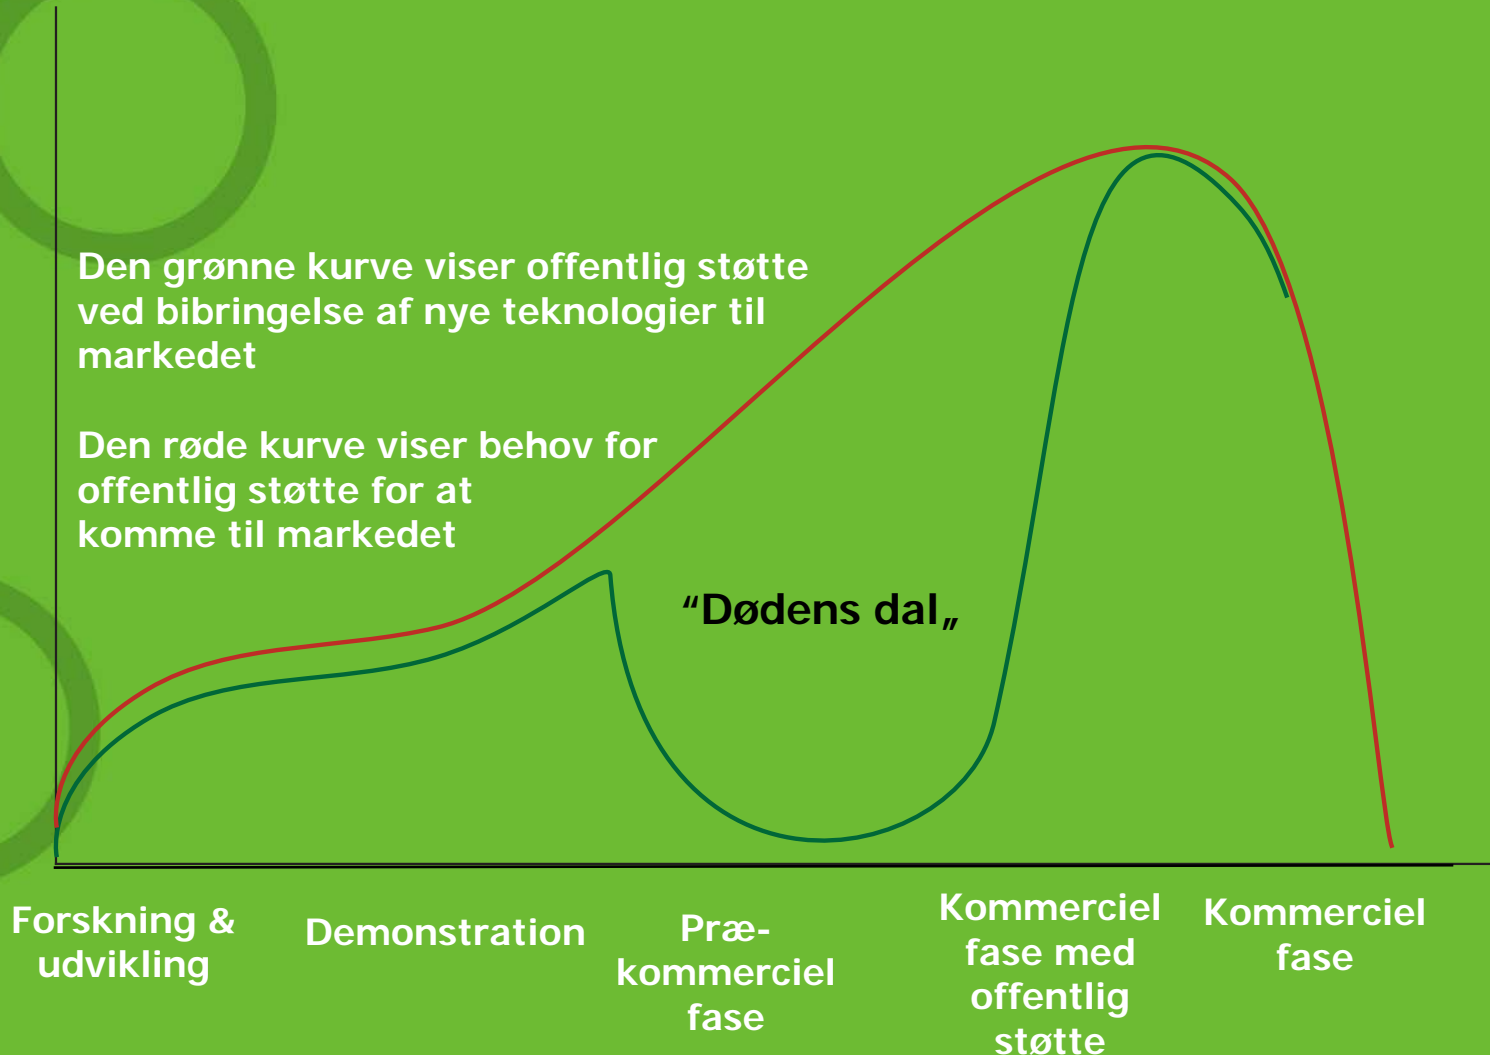 Den grønne kurve viser offentlig støtte
ved bibringelse af nye teknologier til
markedet
Den røde kurve viser behov for
offentlig støtte for at
komme til markedet
“Dødens dal„
Forskning &
udvikling
Demonstration
Præ-
kommerciel
fase
Kommerciel
fase med
offentlig
støtte
Kommerciel
fase